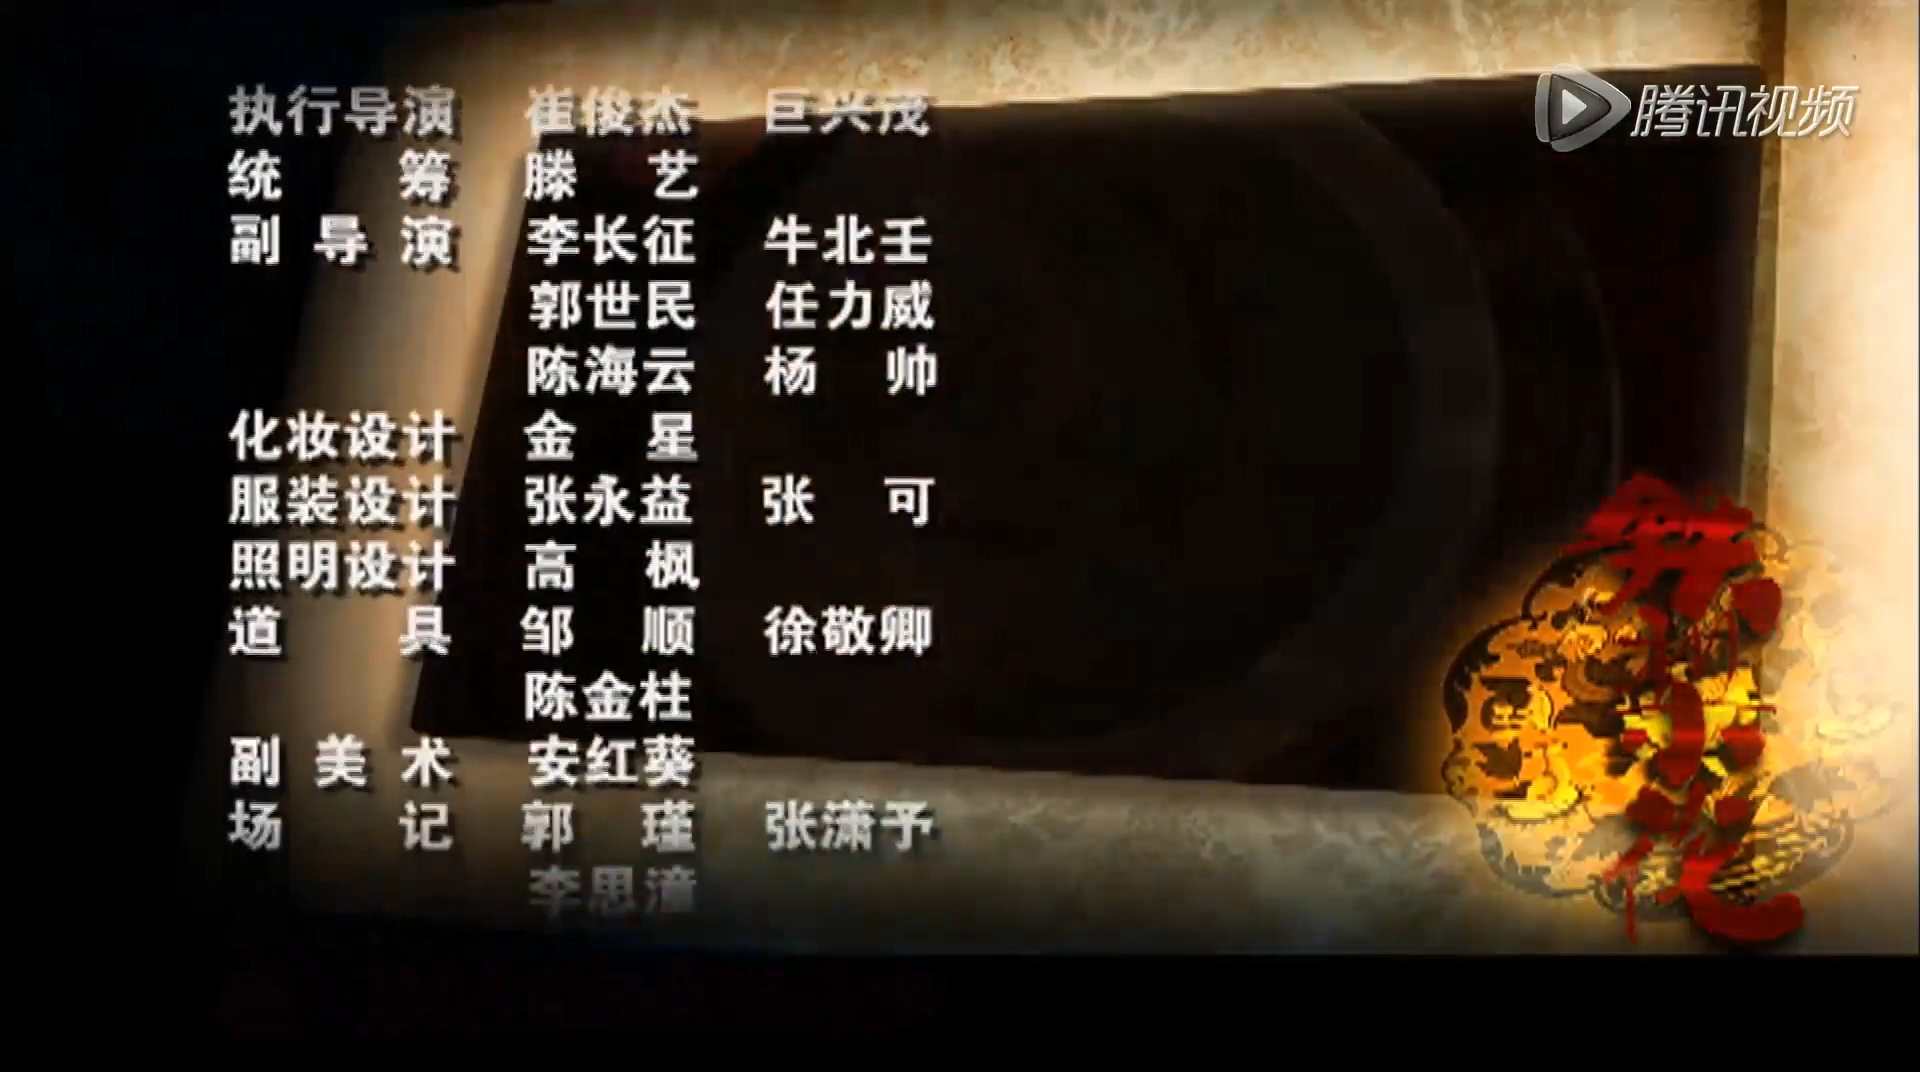 执行导演 崔俊杰 巨兴茂
腾讯视频
统筹 滕艺
副导演 李长征 牛北壬
郭世民 任力威
陈海云 杨帅
化妆设计 金星
服装设计 张永益 张可
照明设计 高枫
道具 邹顺 徐敬卿
陈金柱
副美术 安红葵
场记 郭瑾 张潇予
李思潼